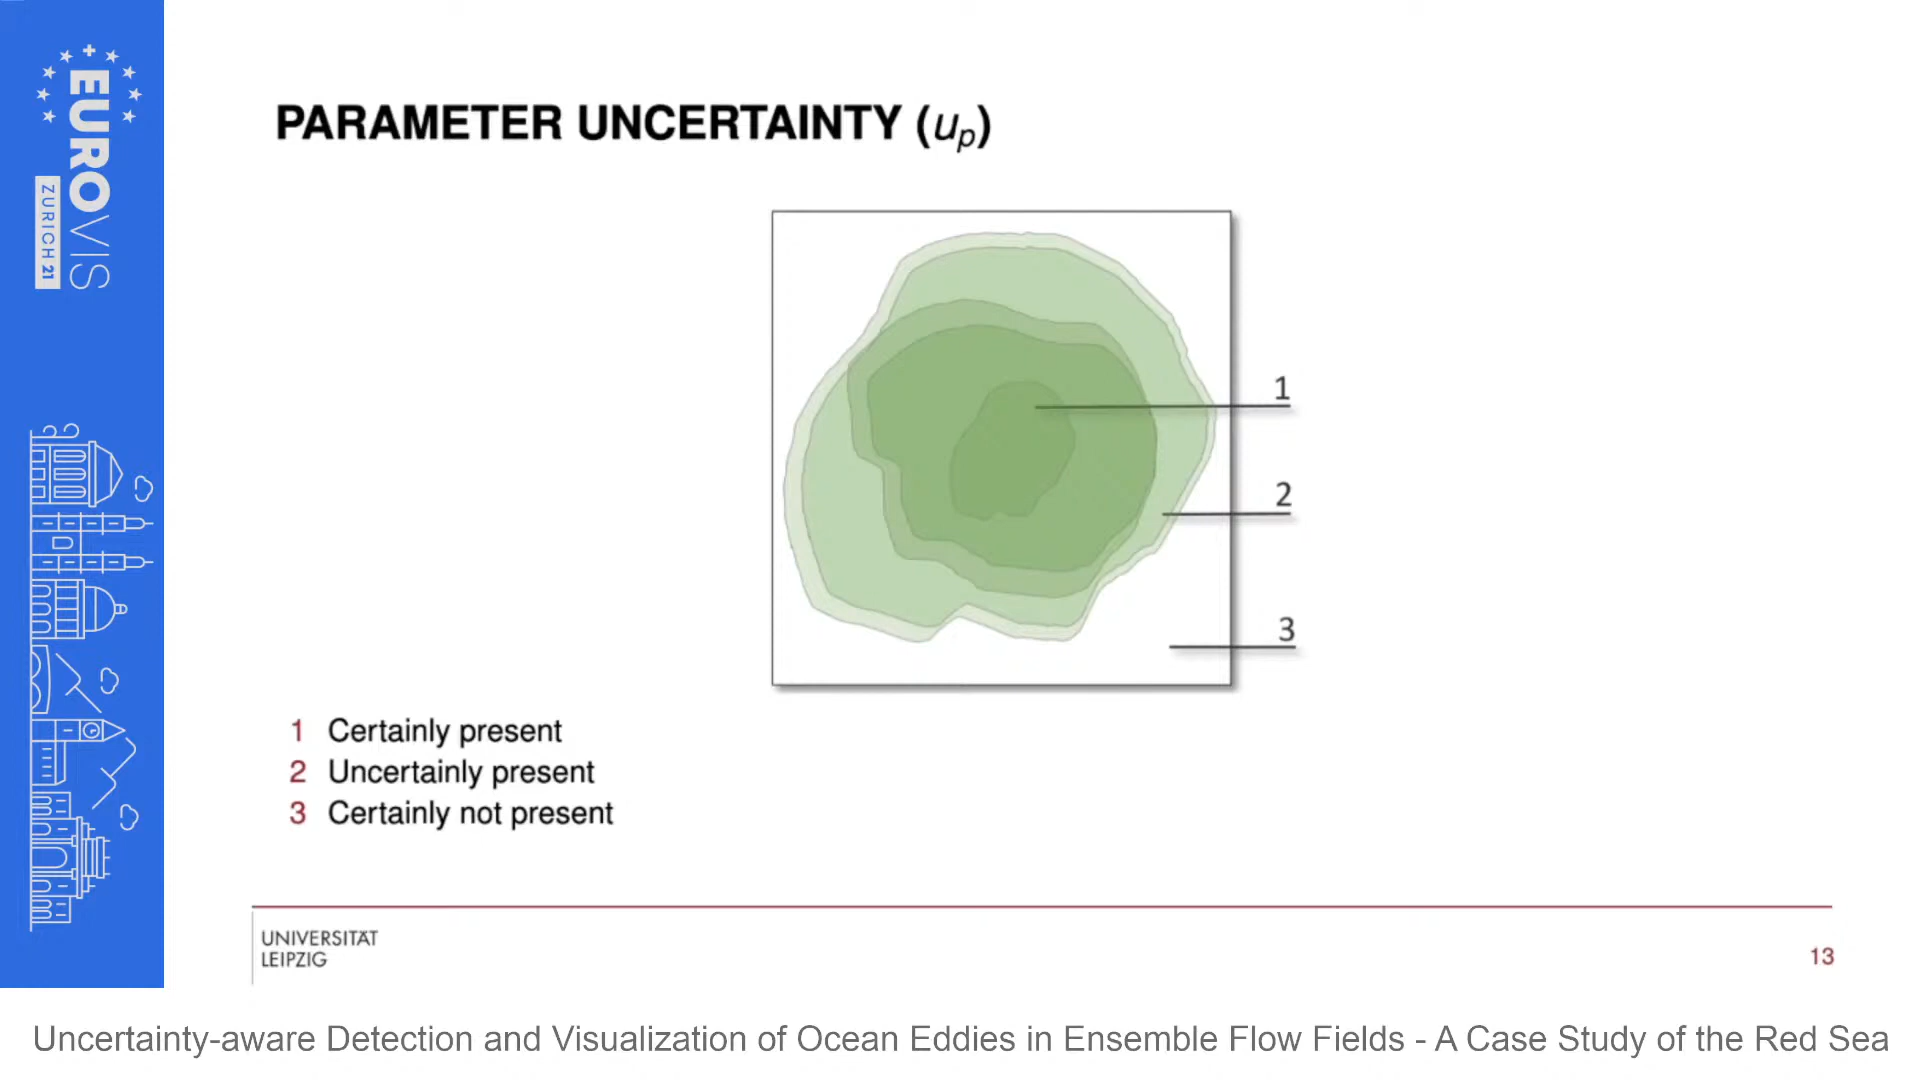 EUROVIS
ZURICH 21
PARAMETER UNCERTAINTY (up)
1
2
3
1 Certainly present
2 Uncertainly present
3 Certainly not present
UNIVERSITÄT
LEIPZIG
13
Uncertainty-aware Detection and Visualization of Ocean Eddies in Ensemble Flow Fields - A Case Study of the Red Sea